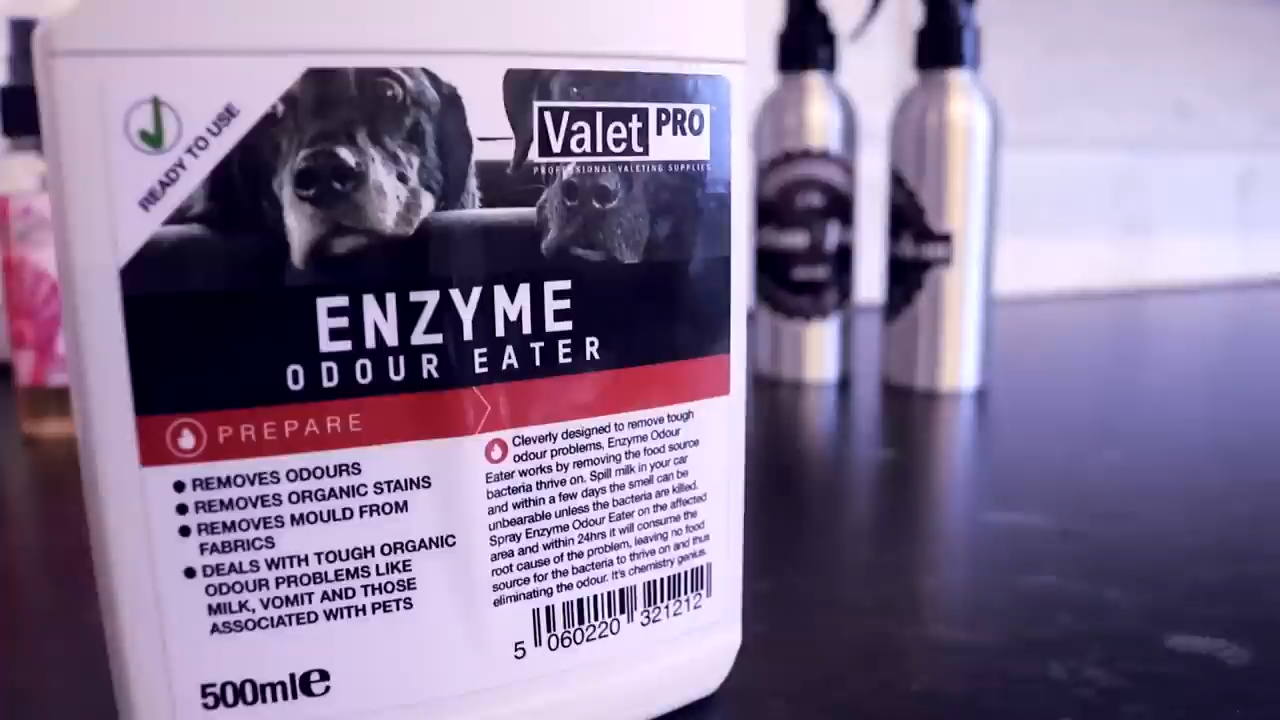 READY TO USE
Valet PRO
PROFESSIONAL VALETING SUPPLIES
ENZYME
ODOUR EATER
PREPARE
REMOVES ODOURS
REMOVES ORGANIC STAINS
REMOVES MOULD FROM
FABRICS
DEALS WITH TOUGH ORGANIC
ODOUR PROBLEMS LIKE
MILK, VOMIT AND THOSE
ASSOCIATED WITH PETS
500ml℮
Cleverly designed to remove tough
odour problems, Enzyme Odour
Eater works by removing the food source
bacteria thrive on. Spill milk in your car
and within a few days the smell can be
unbearable unless the bacteria are killed.
Spray Enzyme Odour Eater on the affected
area and within 24hrs it will consume the
root cause of the problem, leaving no food
source for the bacteria to thrive on and thus
eliminating the odour. It's chemistry genius.
5 060220 321212